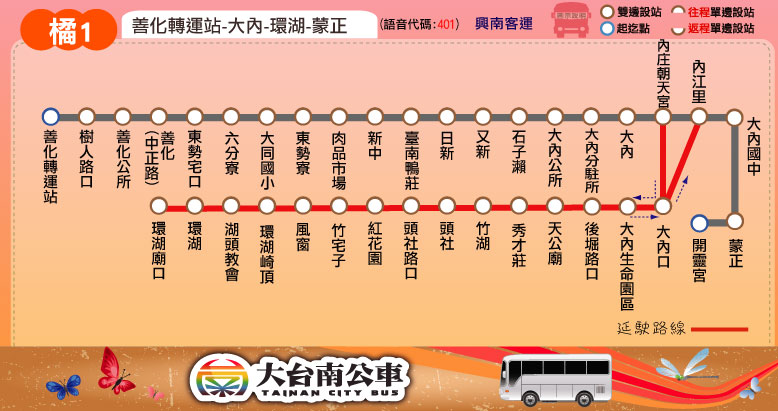 橘1
善化轉運站-大內-環湖-蒙正
(語音代碼:401)
興南客運
雙邊設站
往程單邊設站
起迄點
返程單邊設站
善化轉運站
樹人路口
善化公所
善化(中正路)
東勢宅口
六分寮
大同國小
東勢寮
肉品市場
新中
臺南鴨莊
日新
又新
石子瀨
大內公所
大內分駐所
大內
內庄朝天宮
內江里
大內國中
環湖廟口
環湖
湖頭教會
環湖崎頂
風窗
竹宅子
紅花園
頭社路口
頭社
竹湖
秀才莊
天公廟
後堀路口
大內生命園區
大內口
開靈宮
蒙正
延駛路線
大台南公車
TAINAN CITY BUS